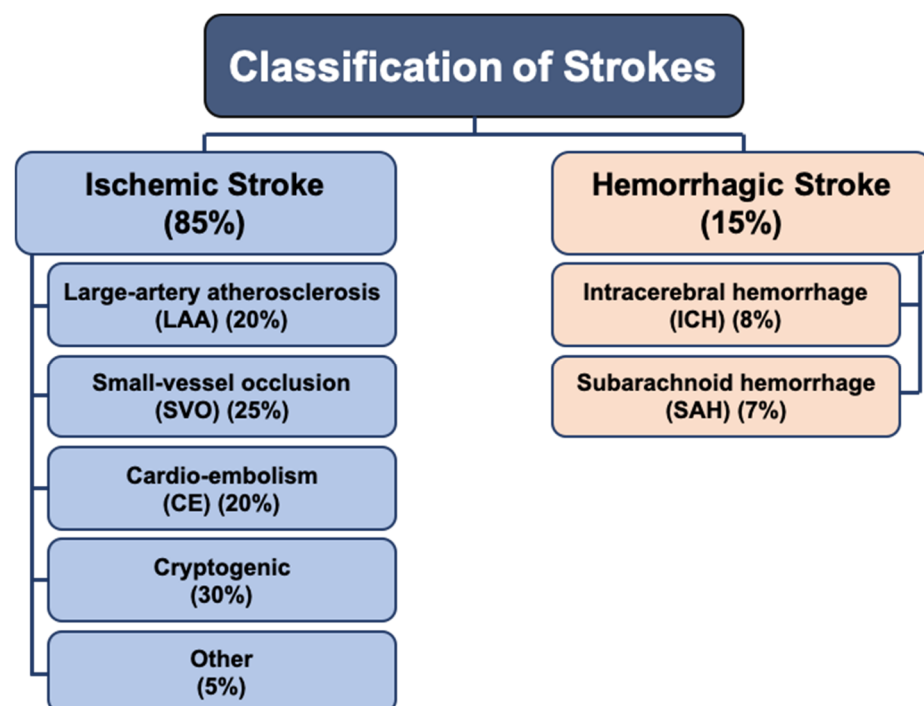 Classification of Strokes
Ischemic Stroke
(85%)
Large-artery atherosclerosis
(LAA) (20%)
Small-vessel occlusion
(SVO) (25%)
Cardio-embolism
(CE) (20%)
Cryptogenic
(30%)
Other
(5%)
Hemorrhagic Stroke
(15%)
Intracerebral hemorrhage
(ICH) (8%)
Subarachnoid hemorrhage
(SAH) (7%)